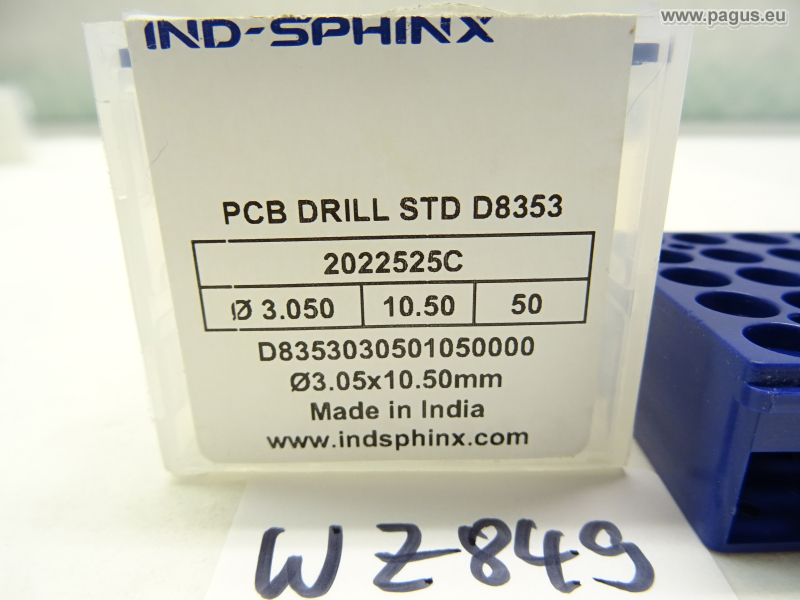 www.pagus.eu
IND-SPHINX
PCB DRILL STD D8353
2022525C
Ø 3.050 10.50 50
D8353030501050000
Ø3.05x10.50mm
Made in India
www.indsphinx.com
WZ849